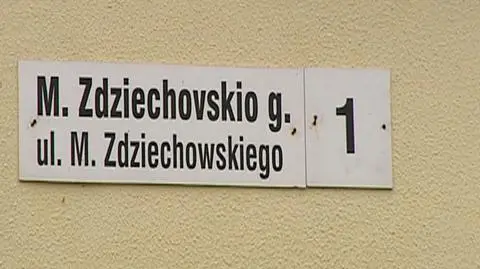 M. Zdziechovskio g.
ul. M. Zdziechowskiego
1